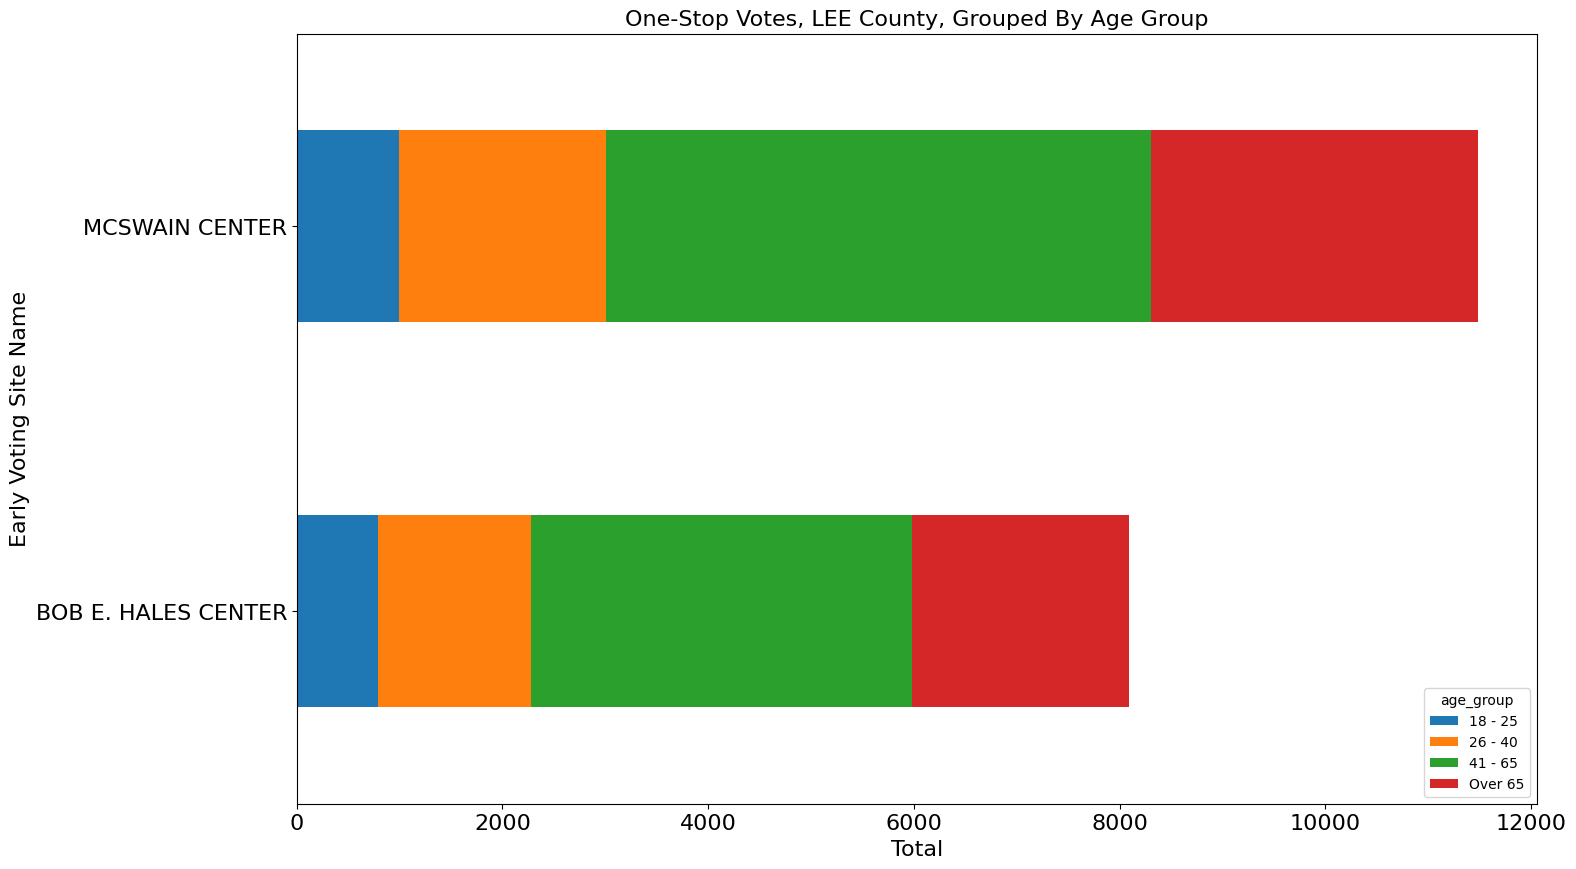 One-Stop Votes, LEE County, Grouped By Age Group
Early Voting Site Name
MCSWAIN CENTER
BOB E. HALES CENTER
age_group
18 - 25
26 - 40
41 - 65
Over 65
0 2000 4000 6000 8000 10000 12000
Total